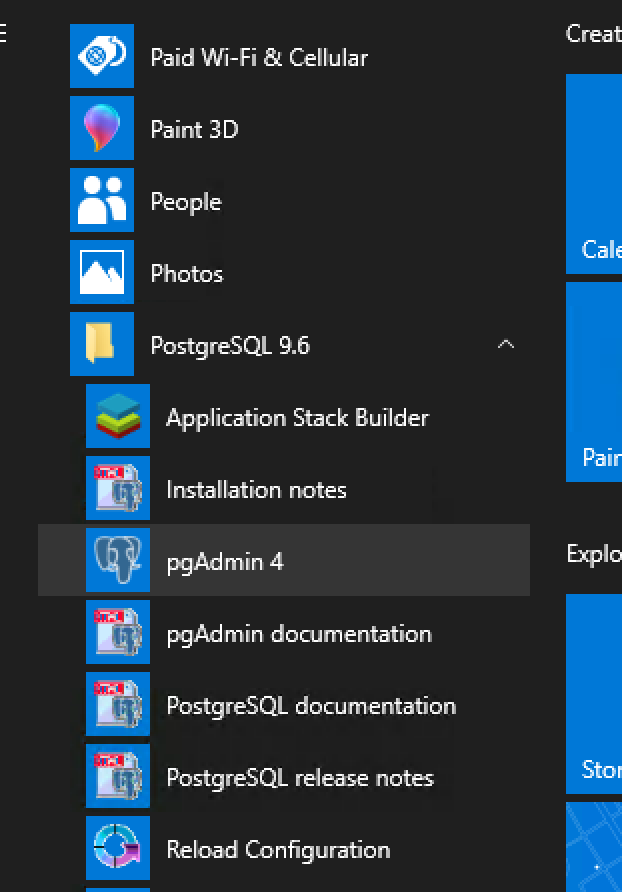 Paid Wi-Fi & Cellular
Paint 3D
People
Photos
PostgreSQL 9.6
Application Stack Builder
Installation notes
pgAdmin 4
pgAdmin documentation
PostgreSQL documentation
PostgreSQL release notes
Reload Configuration
Creat
Cale
Pain
Explo
Stor